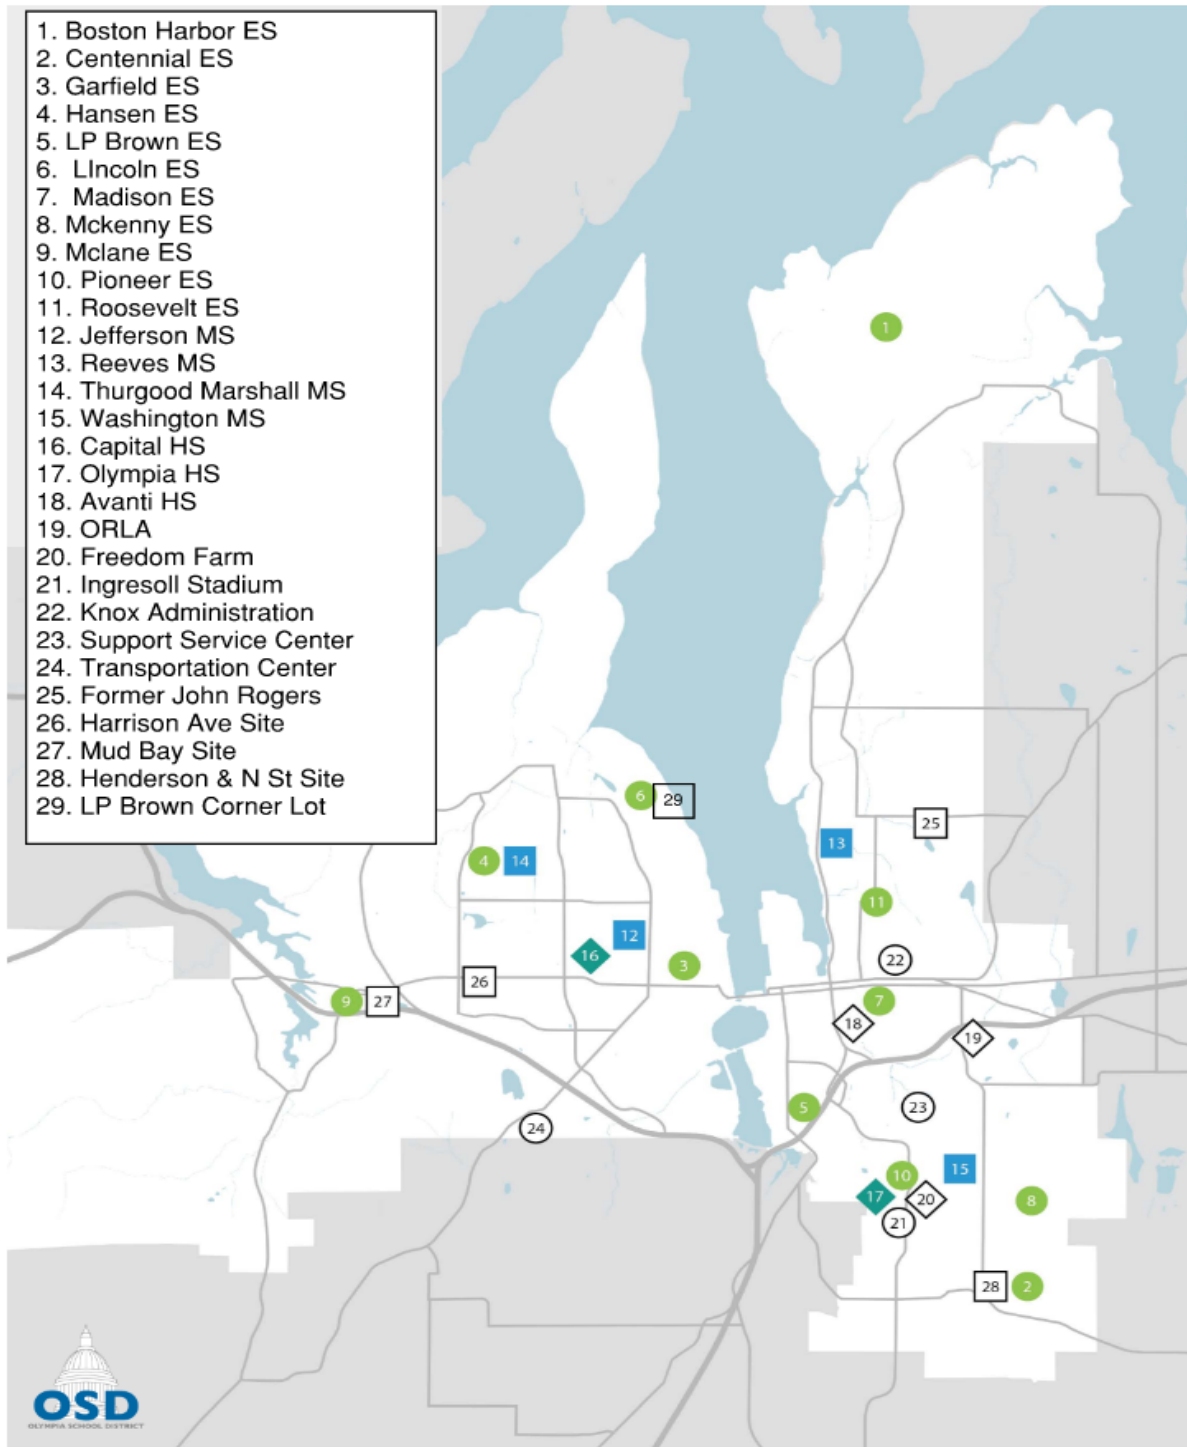 1. Boston Harbor ES
2. Centennial ES
3. Garfield ES
4. Hansen ES
5. LP Brown ES
6. LIncoln ES
7. Madison ES
8. Mckenny ES
9. Mclane ES
10. Pioneer ES
11. Roosevelt ES
12. Jefferson MS
13. Reeves MS
14. Thurgood Marshall MS
15. Washington MS
16. Capital HS
17. Olympia HS
18. Avanti HS
19. ORLA
20. Freedom Farm
21. Ingresoll Stadium
22. Knox Administration
23. Support Service Center
24. Transportation Center
25. Former John Rogers
26. Harrison Ave Site
27. Mud Bay Site
28. Henderson & N St Site
29. LP Brown Corner Lot
1
6
29
25
13
4
14
11
12
16
22
3
26
9
27
7
18
19
5
23
24
15
10
17
20
8
21
28
2
OSD
OLYMPIA SCHOOL DISTRICT